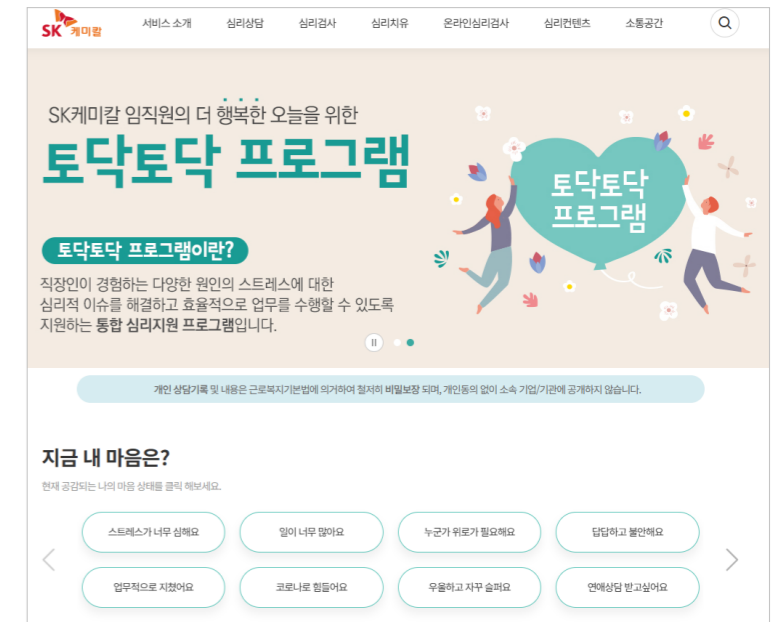 SK 케미칼
서비스 소개 심리상담 심리검사 심리치유 온라인심리검사 심리컨텐츠 소통공간
SK케미칼 임직원의 더 행복한 오늘을 위한
토닥토닥 프로그램
토닥토닥
프로그램
토닥토닥 프로그램이란?
직장인이 경험하는 다양한 원인의 스트레스에 대한
심리적 이슈를 해결하고 효율적으로 업무를 수행할 수 있도록
지원하는 통합 심리지원 프로그램입니다.
개인 상담기록 및 내용은 근로복지기본법에 의거하여 철저히 비밀보장 되며, 개인동의 없이 소속 기업/기관에 공개하지 않습니다.
지금 내 마음은?
현재 공감되는 나의 마음 상태를 클릭 해보세요.
스트레스가 너무 심해요 일이 너무 많아요 누군가 위로가 필요해요 답답하고 불안해요
업무적으로 지쳤어요 코로나로 힘들어요 우울하고 자꾸 슬퍼요 연애상담 받고싶어요